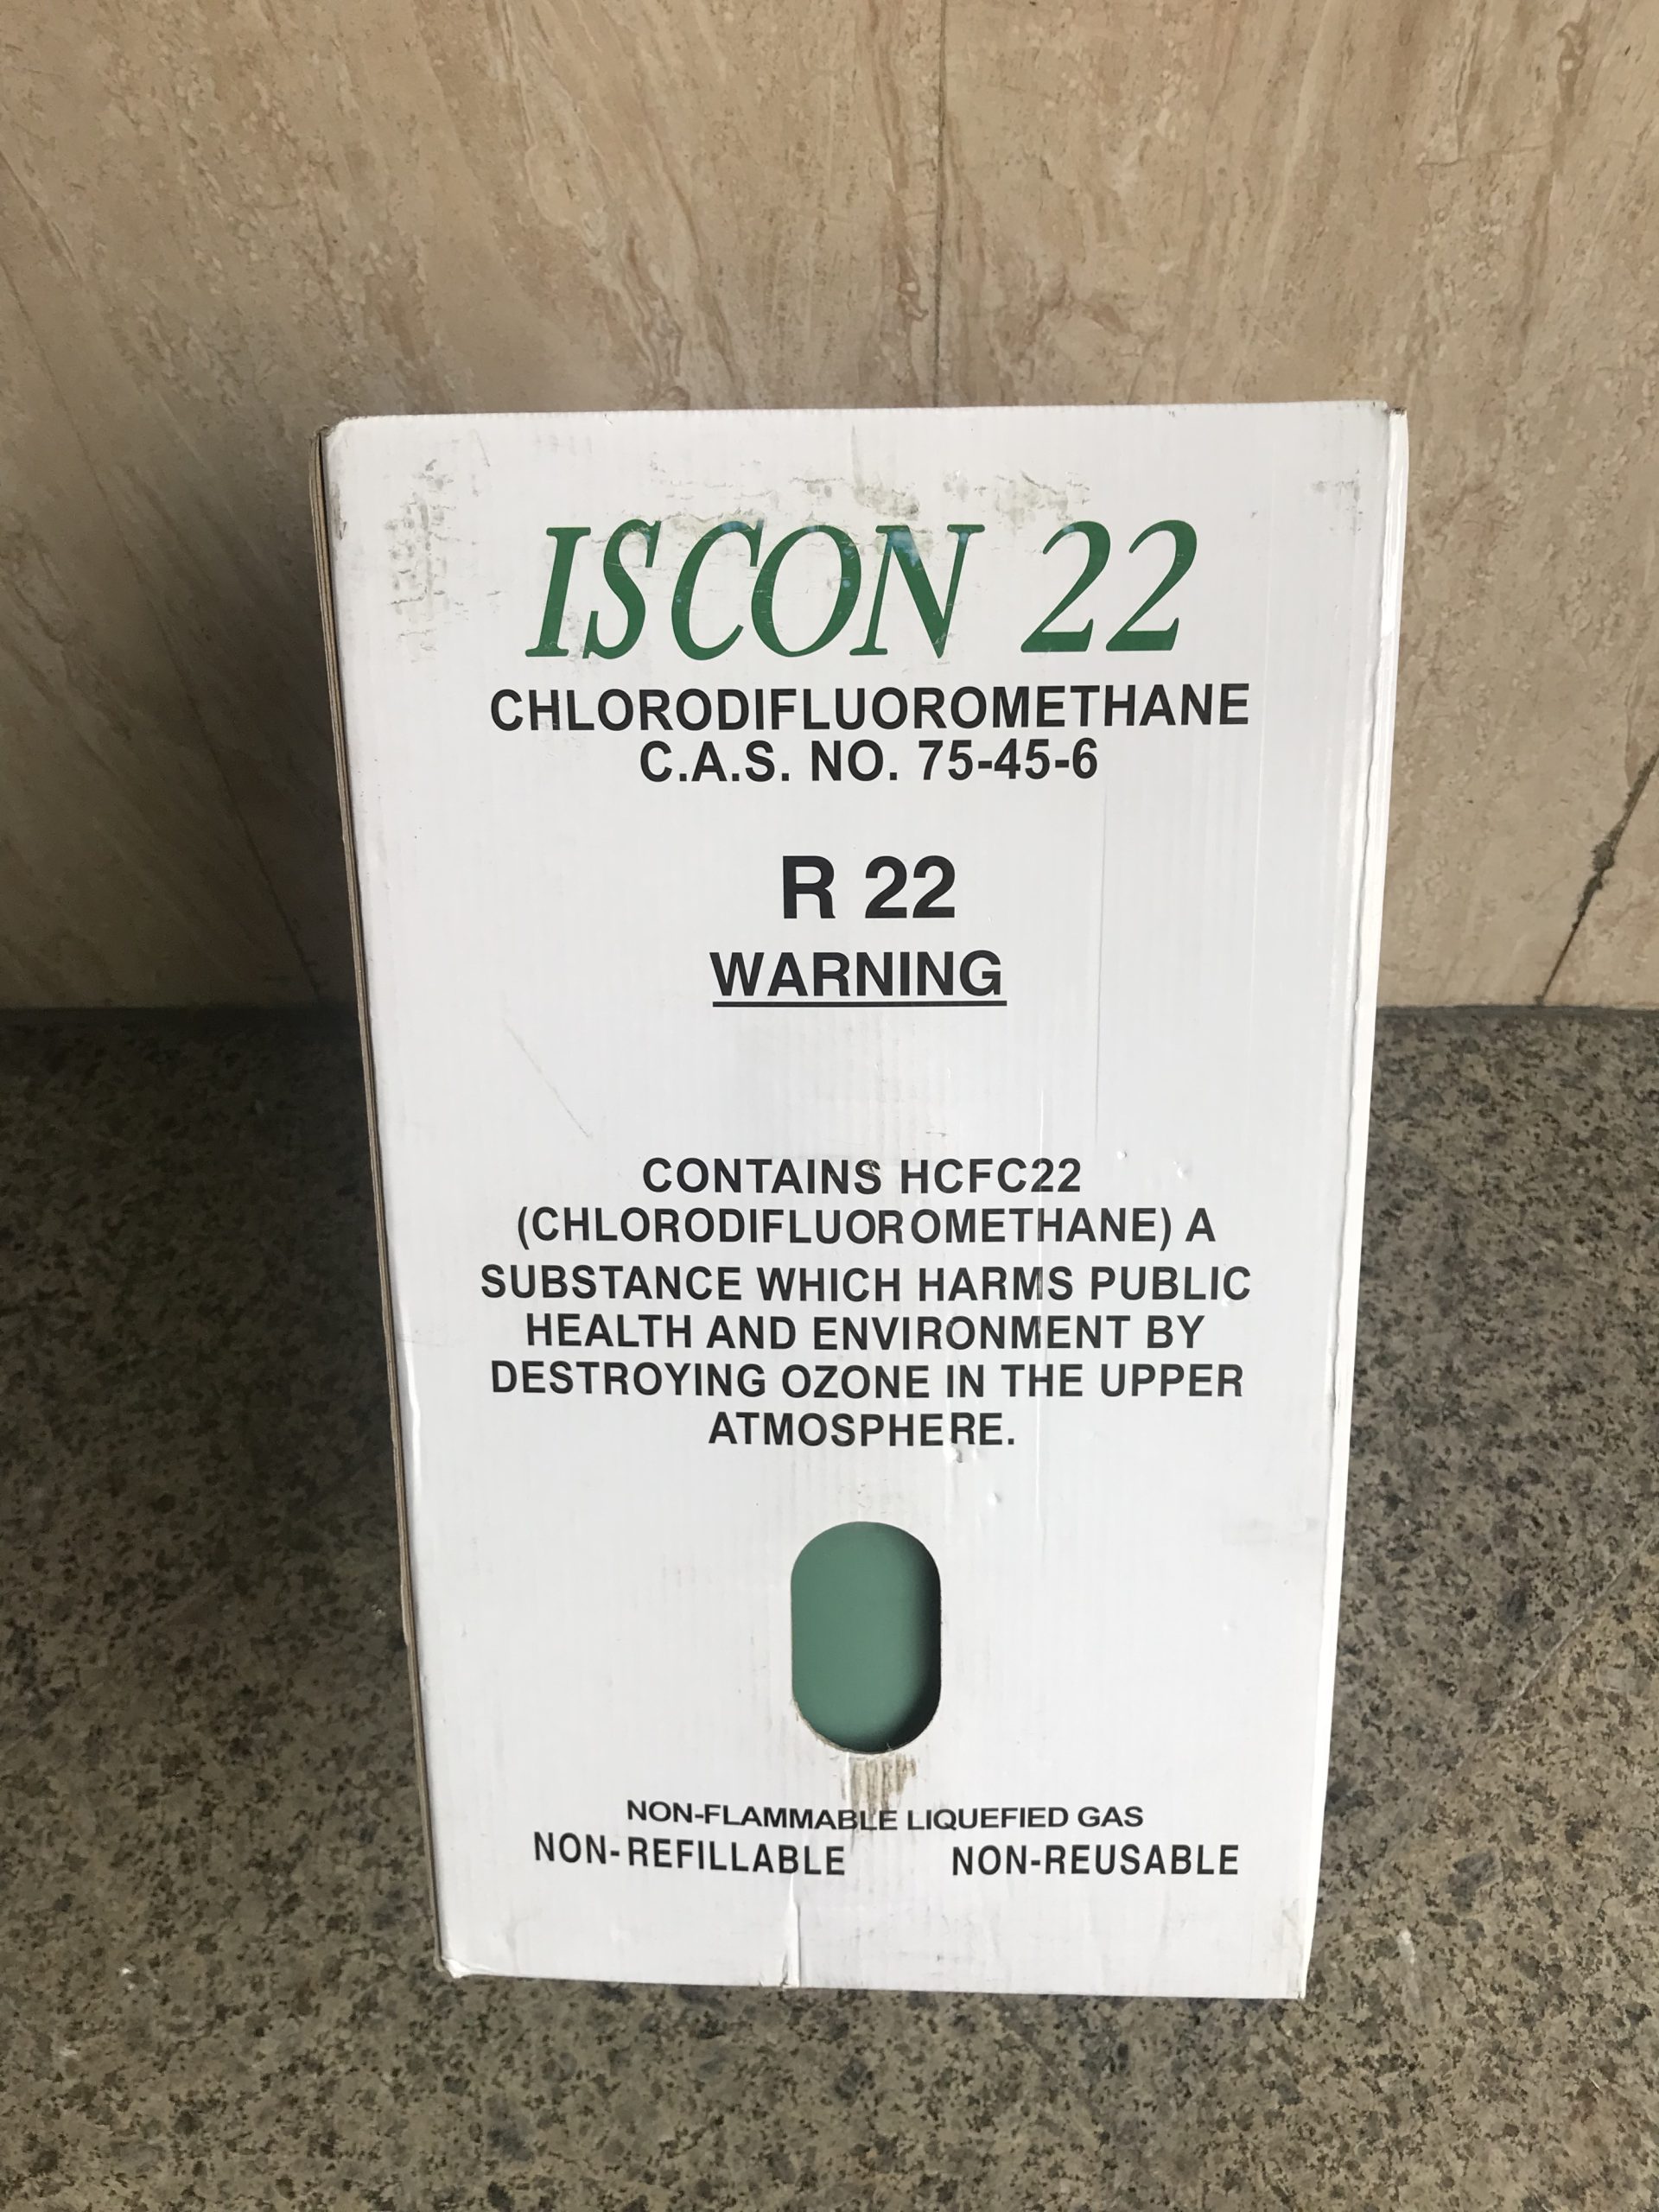 ISCON 22
CHLORODIFLUOROMETHANE
C.A.S. NO. 75-45-6
R 22
WARNING
CONTAINS HCFC22
(CHLORODIFLUOROMETHANE) A
SUBSTANCE WHICH HARMS PUBLIC
HEALTH AND ENVIRONMENT BY
DESTROYING OZONE IN THE UPPER
ATMOSPHERE.
NON-FLAMMABLE LIQUEFIED GAS
NON-REFILLABLE NON-REUSABLE